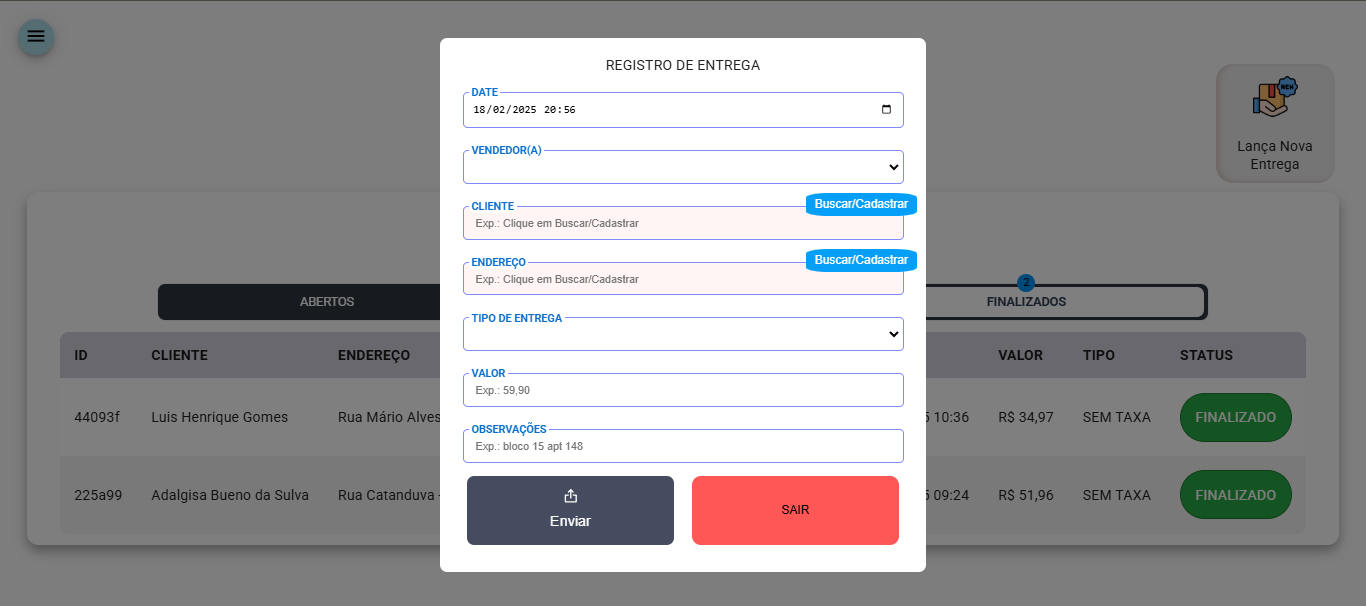 REGISTRO DE ENTREGA
DATE
18/02/2025 20:56
VENDEDOR(A)
CLIENTE
Buscar/Cadastrar
Exp.: Clique em Buscar/Cadastrar
ENDEREÇO
Buscar/Cadastrar
Exp.: Clique em Buscar/Cadastrar
TIPO DE ENTREGA
VALOR
Exp.: 59,90
OBSERVAÇÕES
Exp.: bloco 15 apt 148
Enviar
SAIR
NEW
Lança Nova
Entrega
ABERTOS
2
FINALIZADOS
ID CLIENTE ENDEREÇO VALOR TIPO STATUS
44093f Luis Henrique Gomes Rua Mário Alves 10:36 R$ 34,97 SEM TAXA FINALIZADO
225a99 Adalgisa Bueno da Sulva Rua Catanduva - 09:24 R$ 51,96 SEM TAXA FINALIZADO